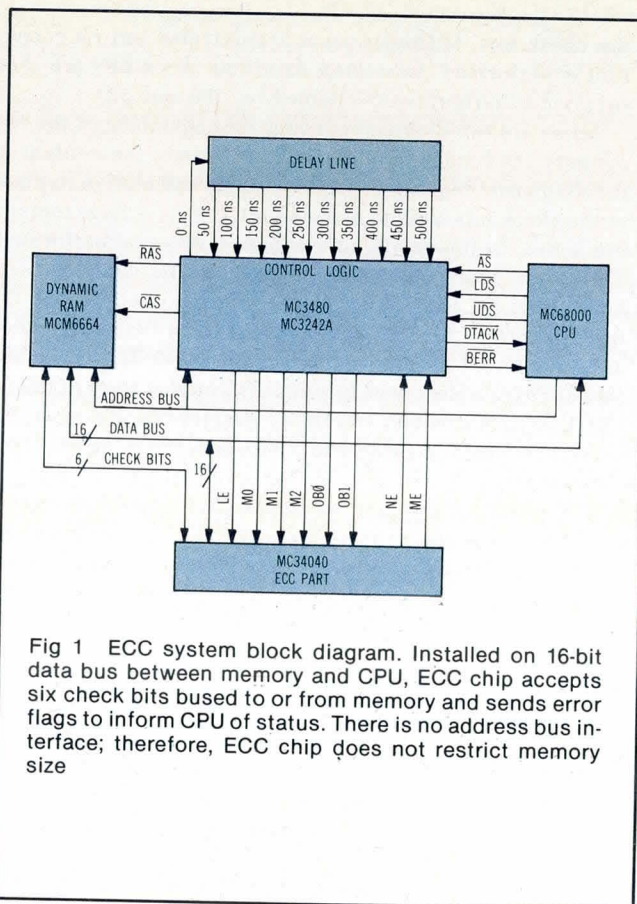 DELAY LINE
0 ns
50 ns
100 ns
150 ns
200 ns
250 ns
300 ns
350 ns
400 ns
450 ns
500 ns
RAS
CAS
DYNAMIC
RAM
MCM6664
CONTROL LOGIC
MC3480
MC3242A
AS
LDS
UDS
DTACK
BERR
MC68000
CPU
ADDRESS BUS
16 DATA BUS
6 CHECK BITS
16
LE
M0
M1
M2
OBØ
OB1
NE
ME
MC34040
ECC PART
Fig 1 ECC system block diagram. Installed on 16-bit
data bus between memory and CPU, ECC chip accepts
six check bits bused to or from memory and sends error
flags to inform CPU of status. There is no address bus in-
terface; therefore, ECC chip does not restrict memory
size